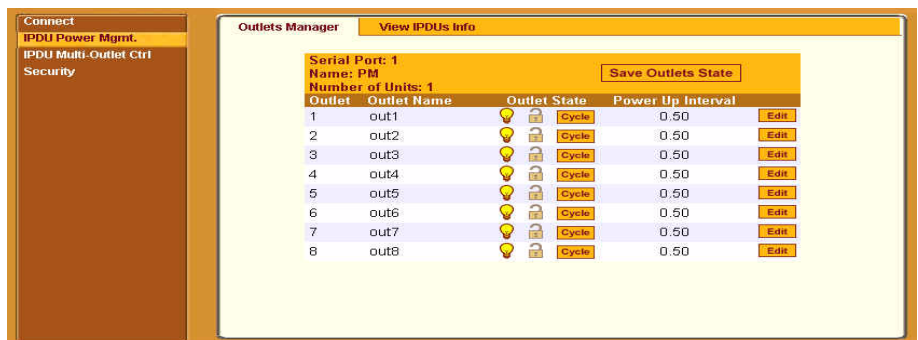 Connect
IPDU Power Mgmt.
IPDU Multi-Outlet Ctrl
Security
Outlets Manager View IPDUs Info
Serial Port: 1
Name: PM
Number of Units: 1
Save Outlets State
Outlet Outlet Name Outlet State Power Up Interval
1 out1 Cycle 0.50 Edit
2 out2 Cycle 0.50 Edit
3 out3 Cycle 0.50 Edit
4 out4 Cycle 0.50 Edit
5 out5 Cycle 0.50 Edit
6 out6 Cycle 0.50 Edit
7 out7 Cycle 0.50 Edit
8 out8 Cycle 0.50 Edit